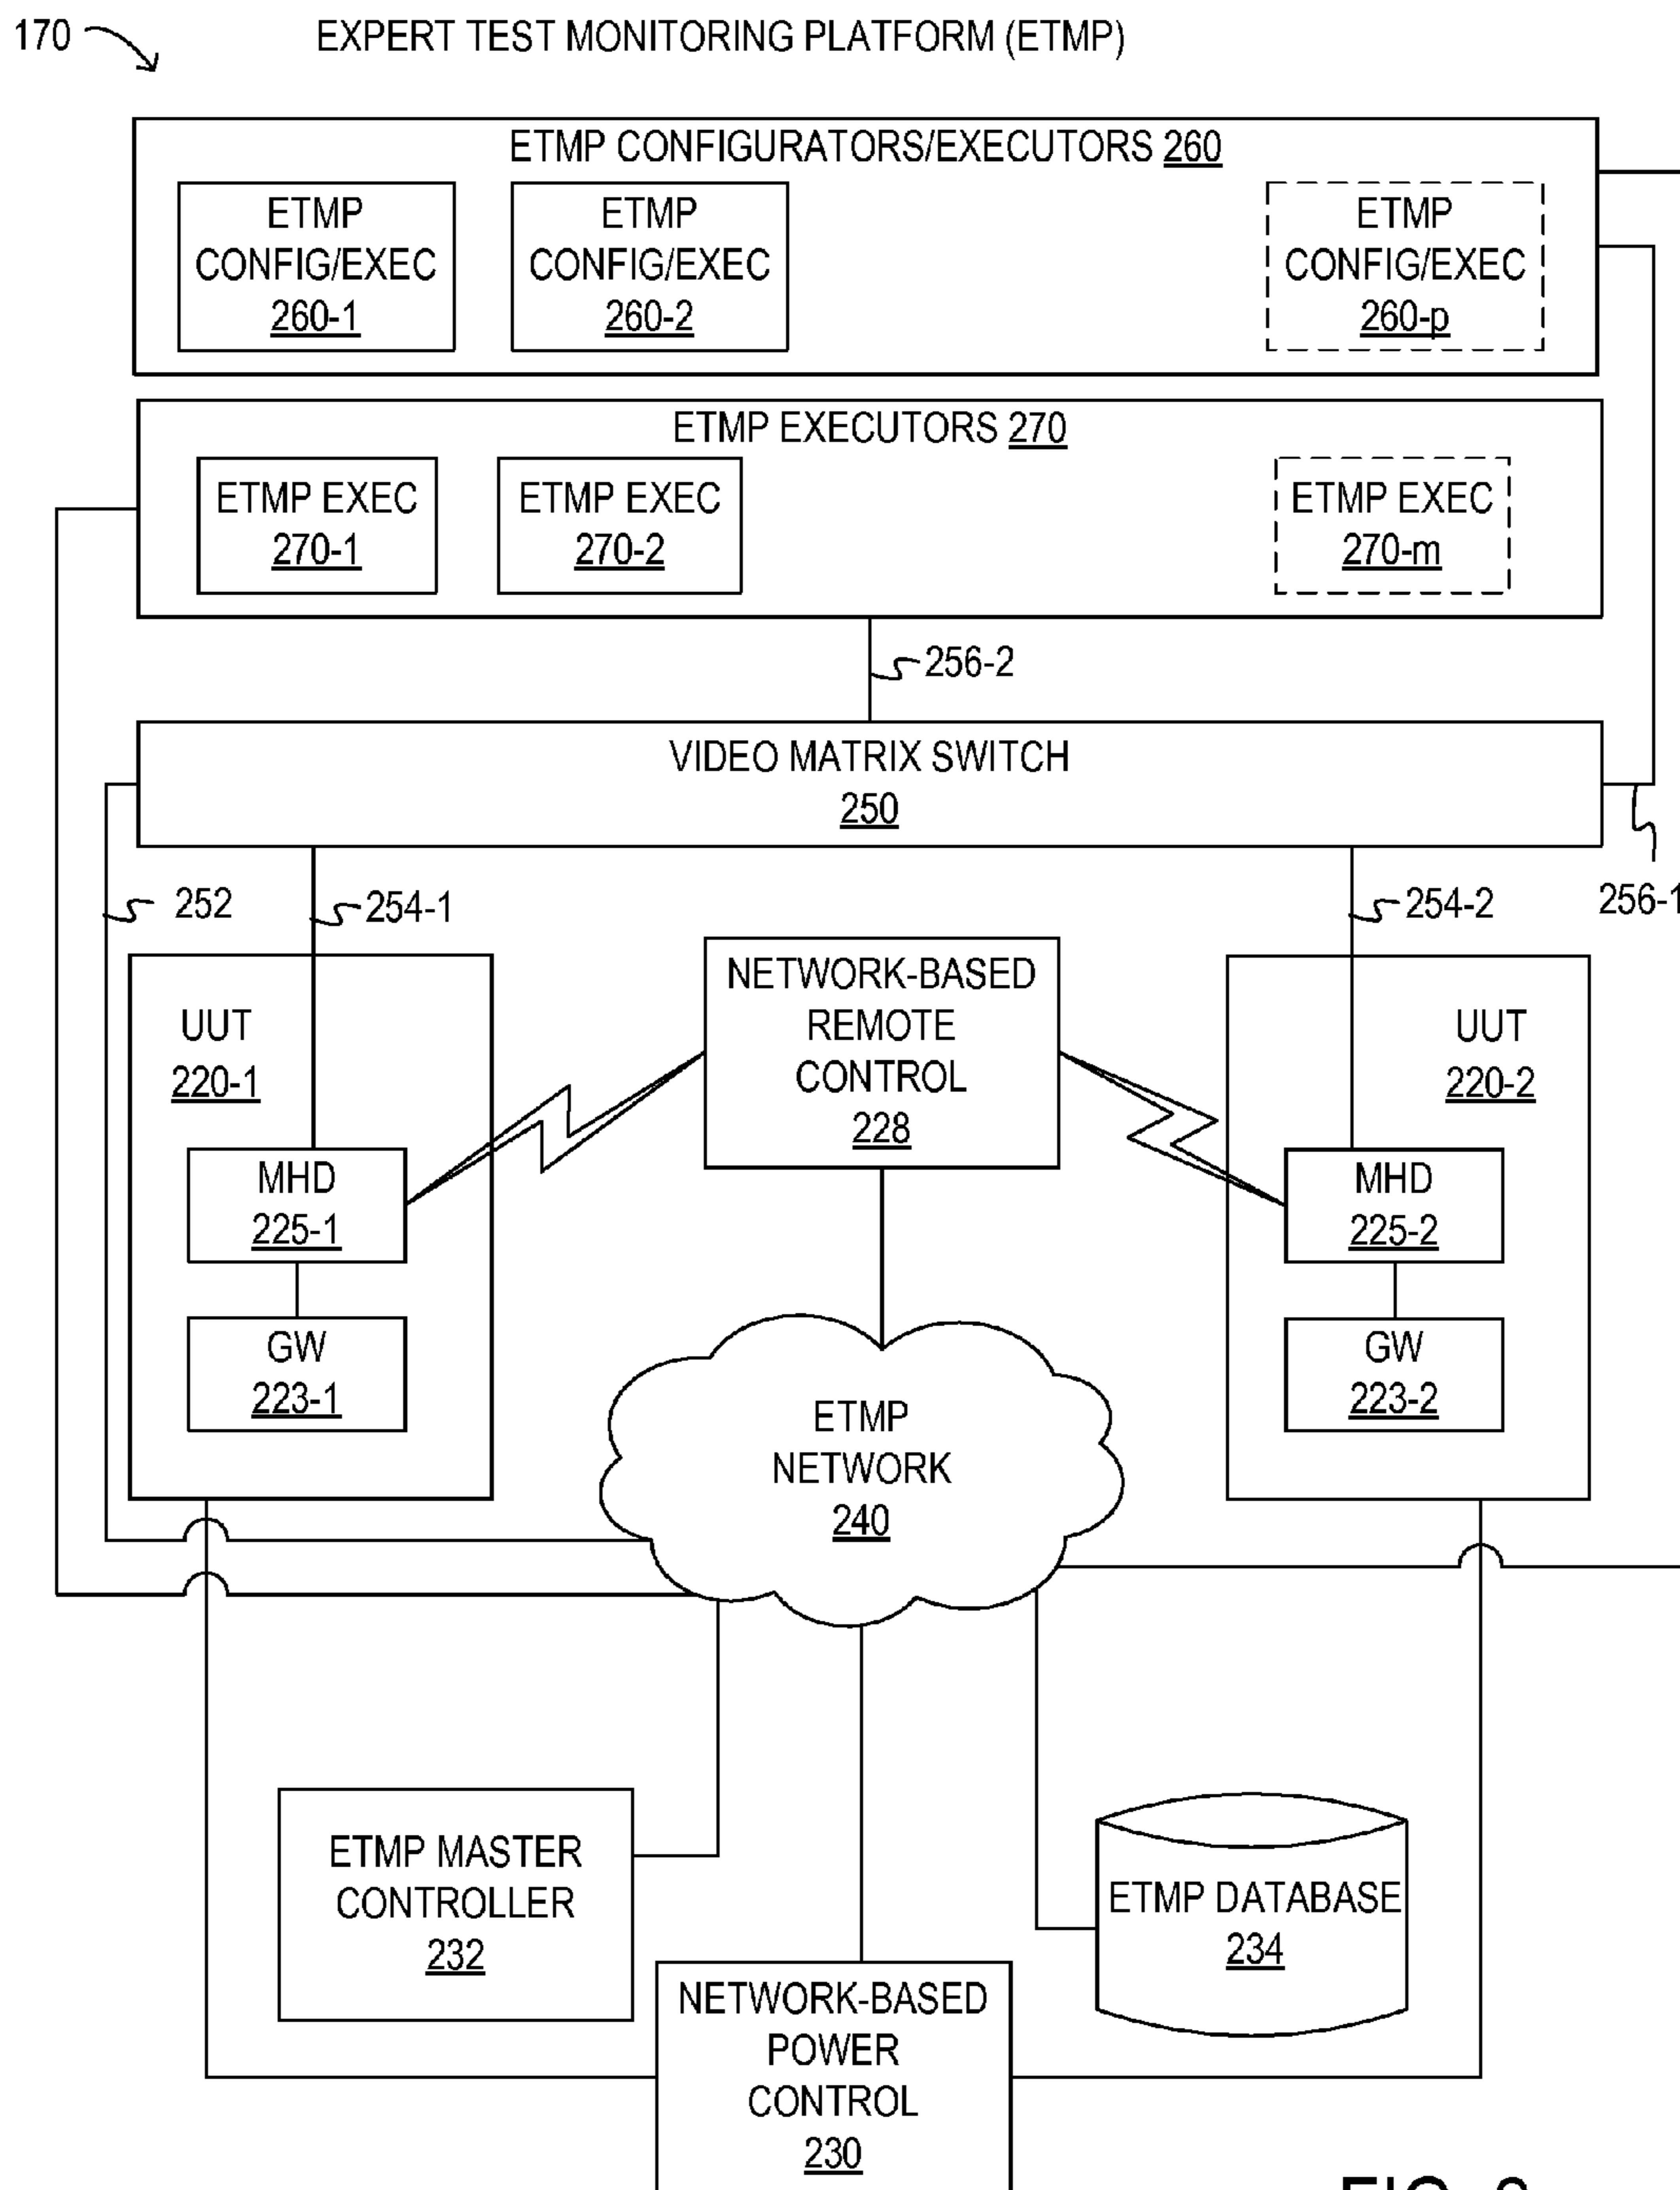 170
EXPERT TEST MONITORING PLATFORM (ETMP)
ETMP CONFIGURATORS/EXECUTORS 260
ETMP
CONFIG/EXEC
260-1
ETMP
CONFIG/EXEC
260-2
ETMP
CONFIG/EXEC
260-p
ETMP EXECUTORS 270
ETMP EXEC
270-1
ETMP EXEC
270-2
ETMP EXEC
270-m
256-2
VIDEO MATRIX SWITCH
250
252
254-1
254-2
256-1
UUT
220-1
NETWORK-BASED
REMOTE
CONTROL
228
UUT
220-2
MHD
225-1
MHD
225-2
GW
223-1
GW
223-2
ETMP
NETWORK
240
ETMP MASTER
CONTROLLER
232
ETMP DATABASE
234
NETWORK-BASED
POWER
CONTROL
230